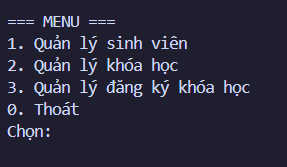 === MENU ===
1. Quản lý sinh viên
2. Quản lý khóa học
3. Quản lý đăng ký khóa học
0. Thoát
Chọn: